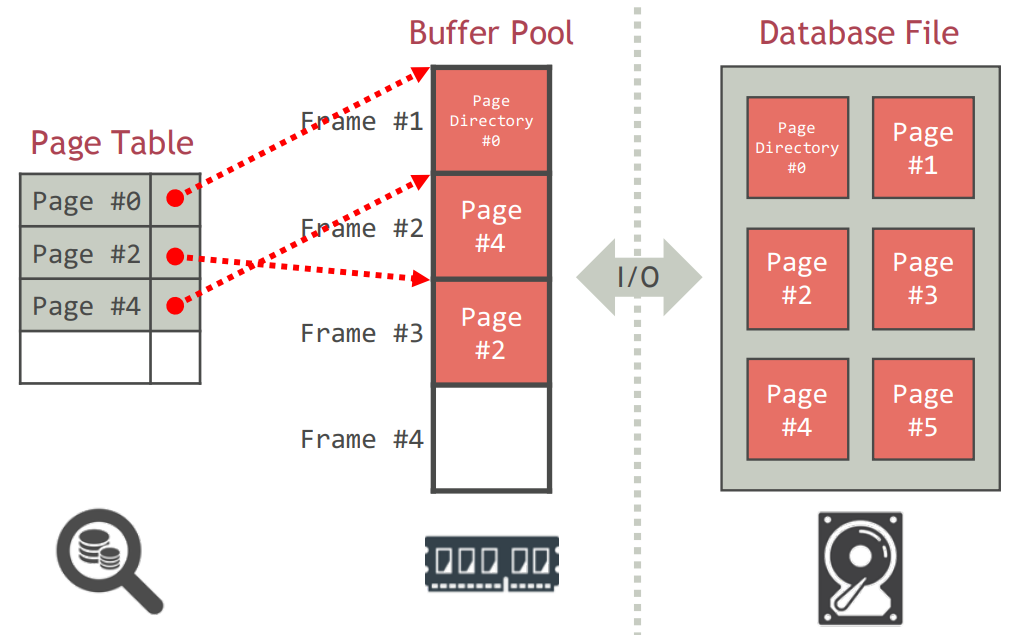 Buffer Pool
Database File
Page Table
Page #0
Page #2
Page #4
Frame #1
Frame #2
Frame #3
Frame #4
Page
Directory
#0
Page
#4
Page
#2
I/O
Page
Directory
#0
Page
#1
Page
#2
Page
#3
Page
#4
Page
#5